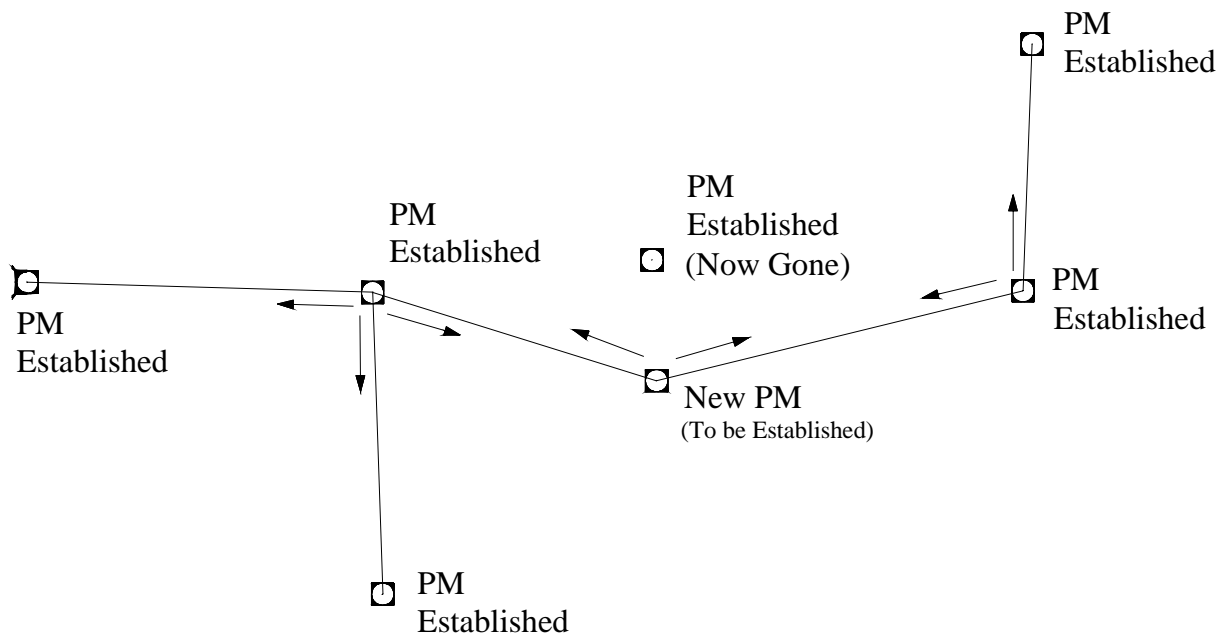 PM
Established
PM
Established
(Now Gone)
PM
Established
PM
Established
PM
Established
New PM
(To be Established)
PM
Established